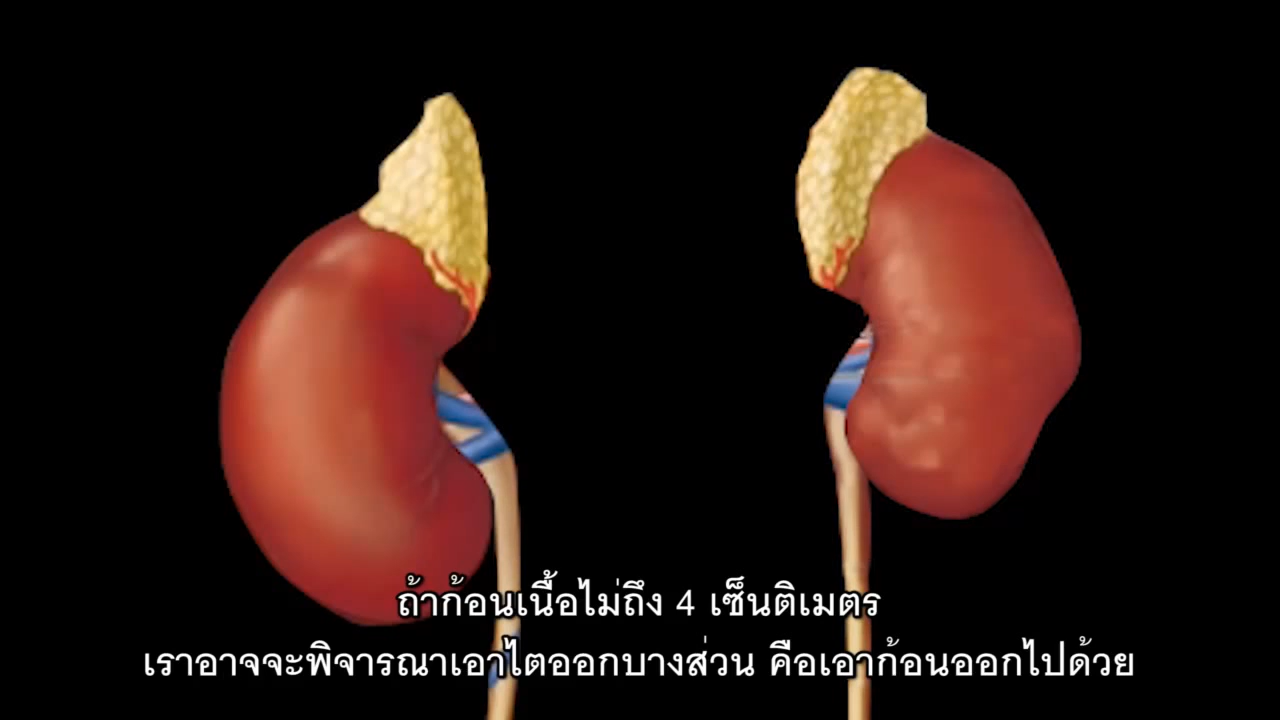 ถ้าก้อนเนื้อไม่ถึง 4 เซ็นติเมตร
เราอาจจะพิจารณาเอาไตออกบางส่วน คือเอาก้อนออกไปด้วย